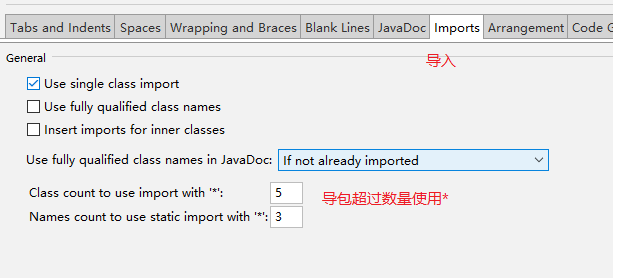 Tabs and Indents Spaces Wrapping and Braces Blank Lines JavaDoc Imports Arrangement Code G
General
导入
Use single class import
Use fully qualified class names
Insert imports for inner classes
Use fully qualified class names in JavaDoc: If not already imported
Class count to use import with '*': 5
导包超过数量使用*
Names count to use static import with '*': 3